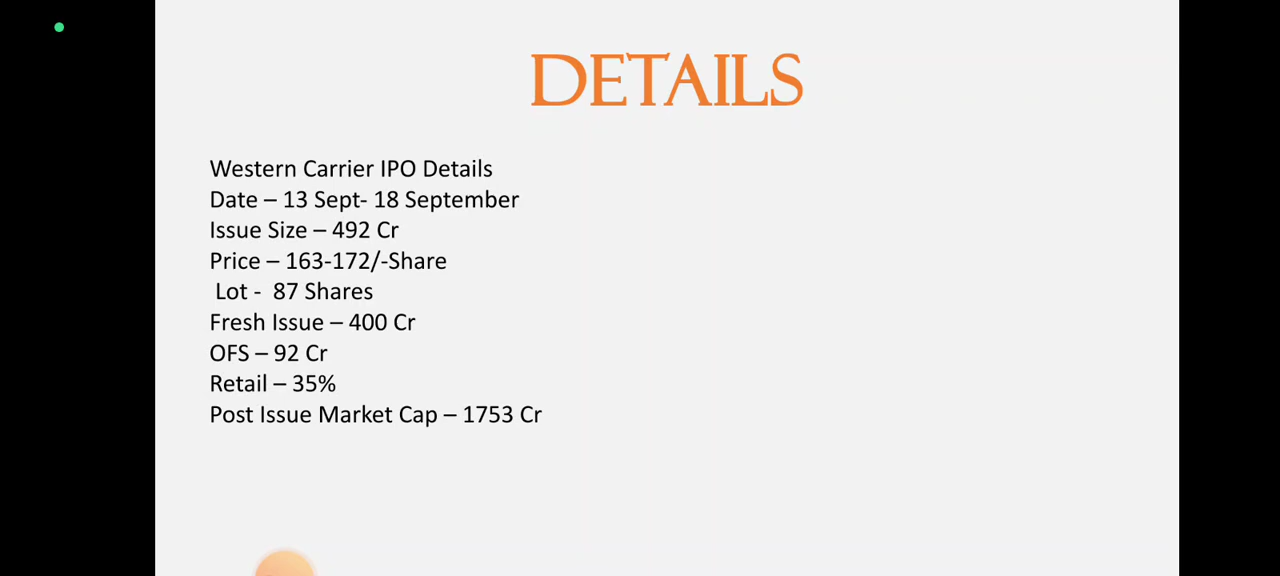 DETAILS
Western Carrier IPO Details
Date – 13 Sept- 18 September
Issue Size – 492 Cr
Price – 163-172/-Share
Lot -  87 Shares
Fresh Issue – 400 Cr
OFS – 92 Cr
Retail – 35%
Post Issue Market Cap – 1753 Cr